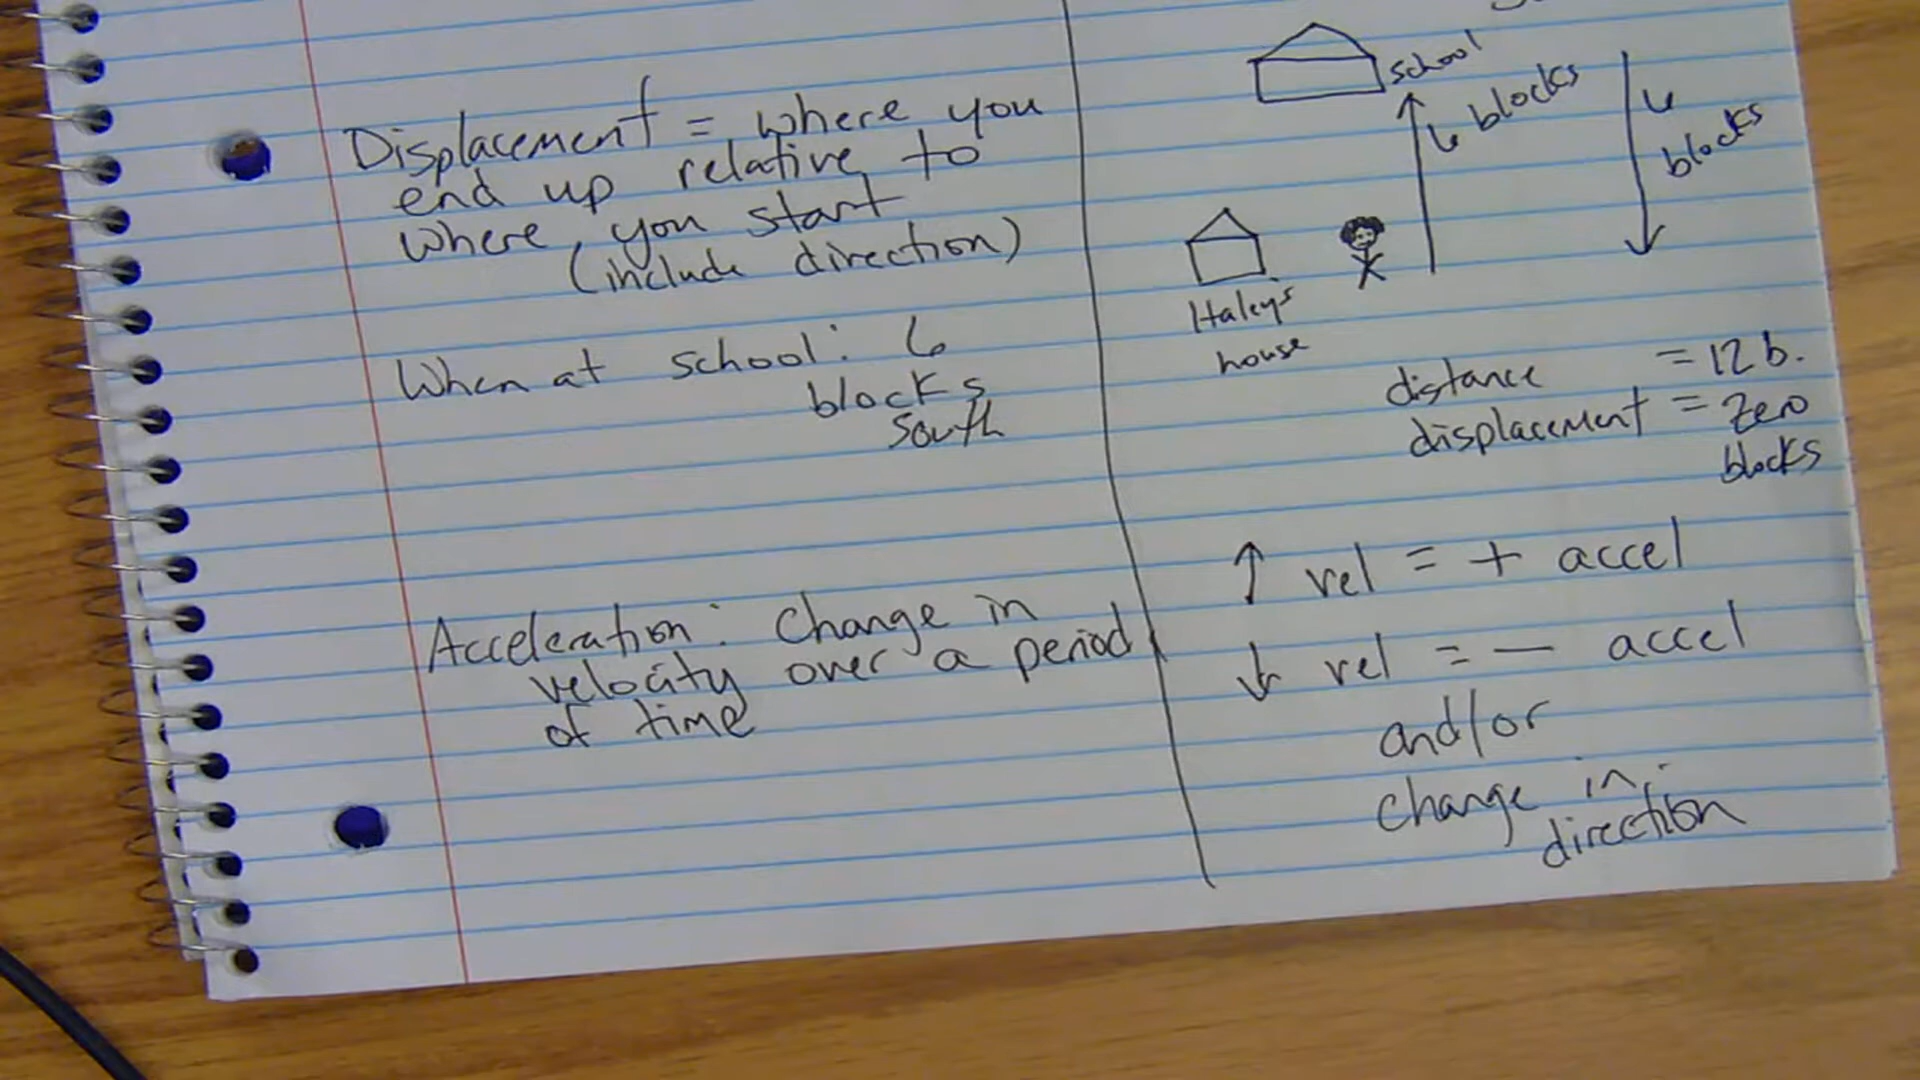 Displacement = where you
end up relative to
where you start
(include direction)
When at school: 6
blocks
South
Acceleration: Change in
velocity over a period
of time
school
6 blocks
6
blocks
Haleys
house
distance = 12 b.
displacement = zero
blocks
↑ vel = + accel
↓ vel = — accel
and/or
change in
direction